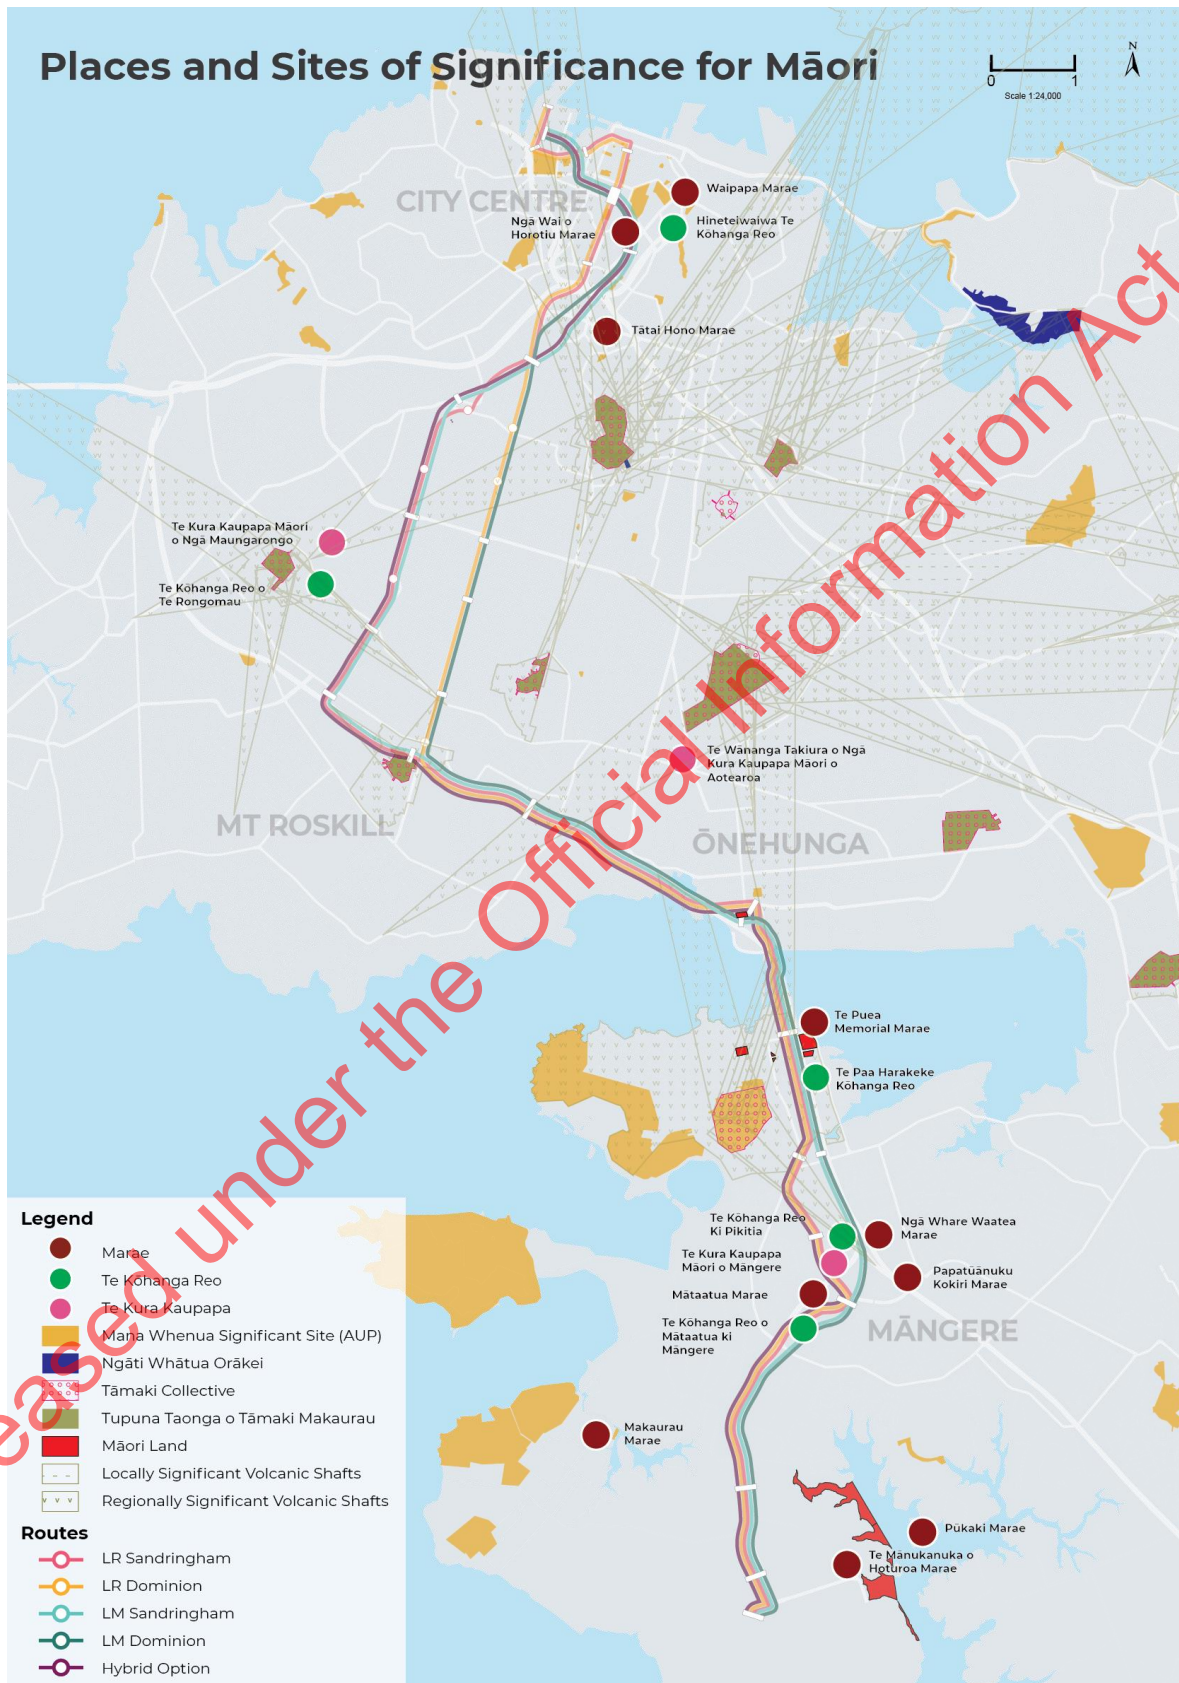 Places and Sites of Significance for Māori
N
0 1
Scale 1:24,000
CITY CENTRE
Waipapa Marae
Ngā Wai o
Horotiu Marae
Hineteiwaiwa Te
Kōhanga Reo
Tātai Hono Marae
Te Kura Kaupapa Māori
o Ngā Maungarongo
Te Kōhanga Reo o
Te Rongomau
Te Wānanga Takiura o Ngā
Kura Kaupapa Māori o
Aotearoa
MT ROSKILL
ŌNEHUNGA
Te Puea
Memorial Marae
Te Paa Harakeke
Kōhanga Reo
Te Kōhanga Reo
Ki Pikitia
Ngā Whare Waatea
Marae
Te Kura Kaupapa
Māori o Māngere
Papatūānuku
Kokiri Marae
Mātaatua Marae
Te Kōhanga Reo o
Mātaatua ki
Māngere
MĀNGERE
Makaurau
Marae
Pūkaki Marae
Te Mānukanuka o
Hoturoa Marae
Legend
Marae
Te Kōhanga Reo
Te Kura Kaupapa
Mana Whenua Significant Site (AUP)
Ngāti Whātua Orākei
Tāmaki Collective
Tupuna Taonga o Tāmaki Makaurau
Māori Land
Locally Significant Volcanic Shafts
Regionally Significant Volcanic Shafts
Routes
LR Sandringham
LR Dominion
LM Sandringham
LM Dominion
Hybrid Option
eased under the Official Information Act